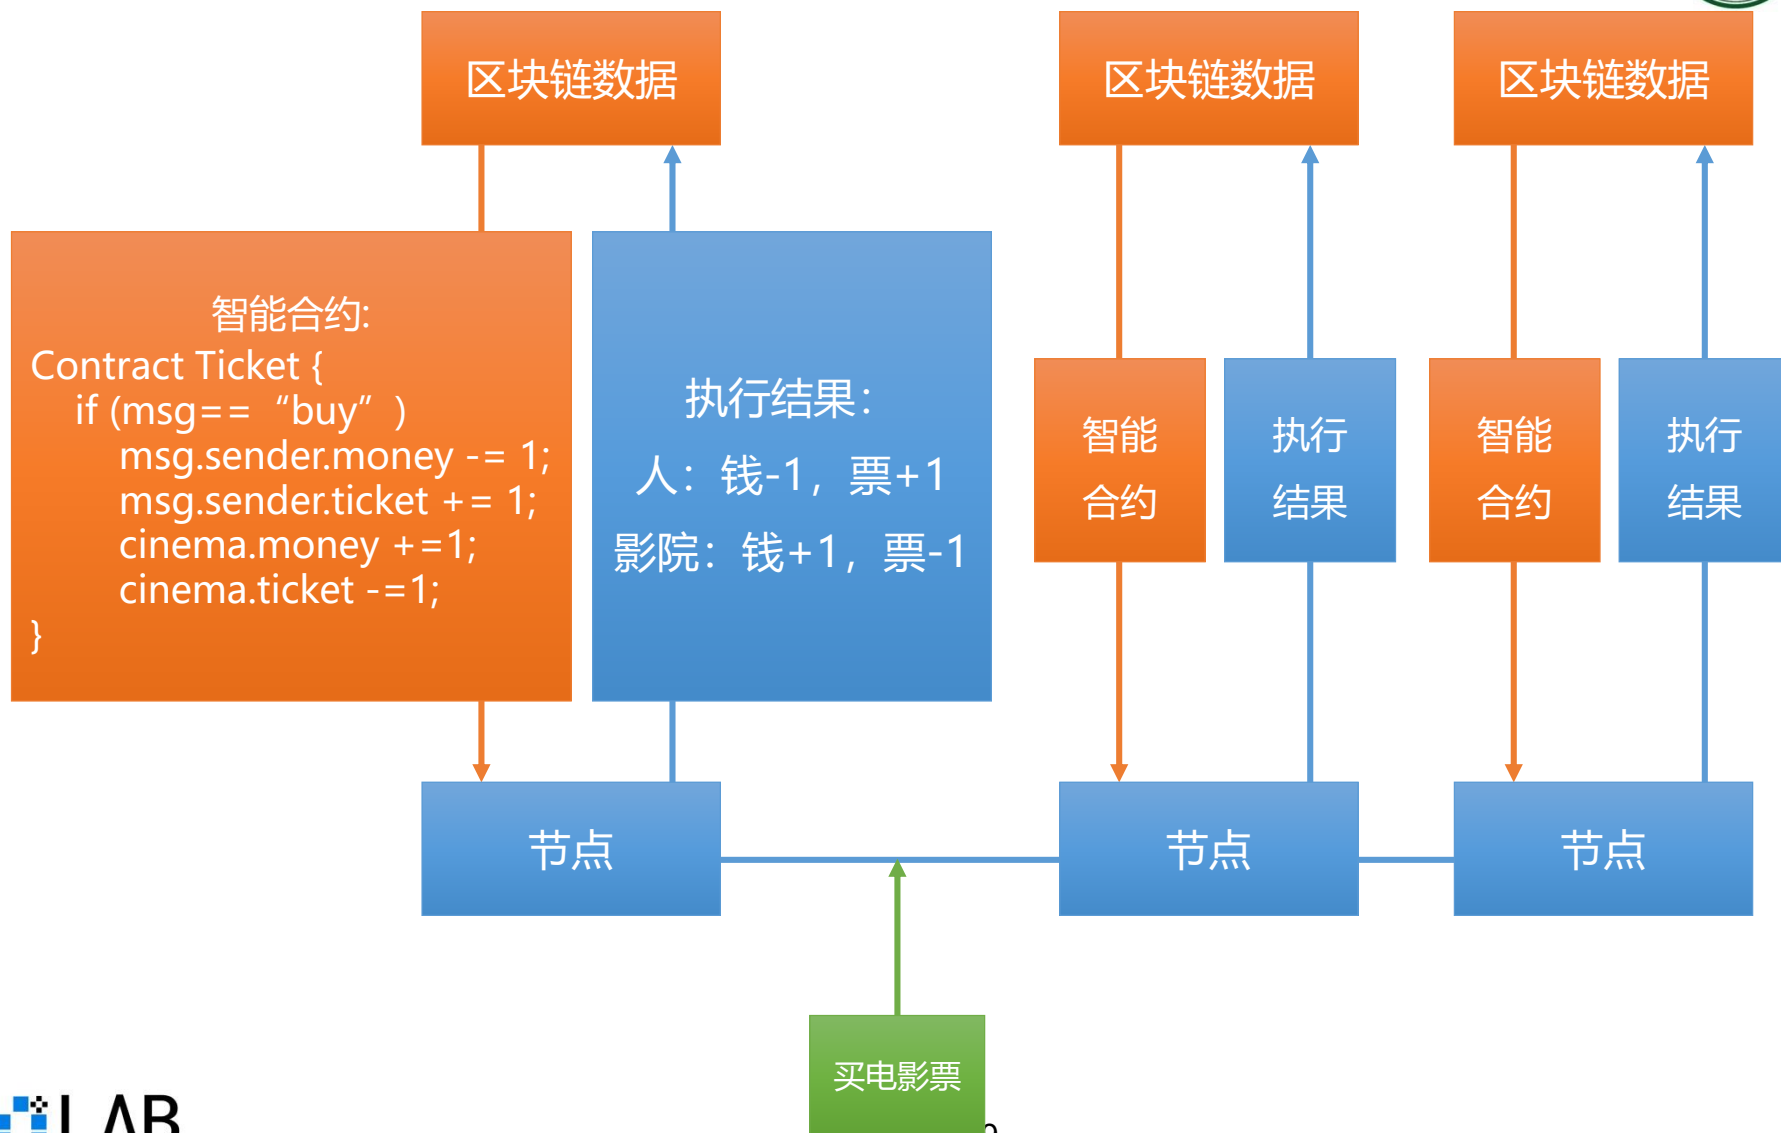 区块链数据
区块链数据
区块链数据
智能合约:
Contract Ticket {
if (msg==“buy”)
msg.sender.money -= 1;
msg.sender.ticket += 1;
cinema.money +=1;
cinema.ticket -=1;
}
执行结果：
人：钱-1，票+1
影院：钱+1，票-1
智能
合约
执行
结果
智能
合约
执行
结果
节点
节点
节点
买电影票
LAB